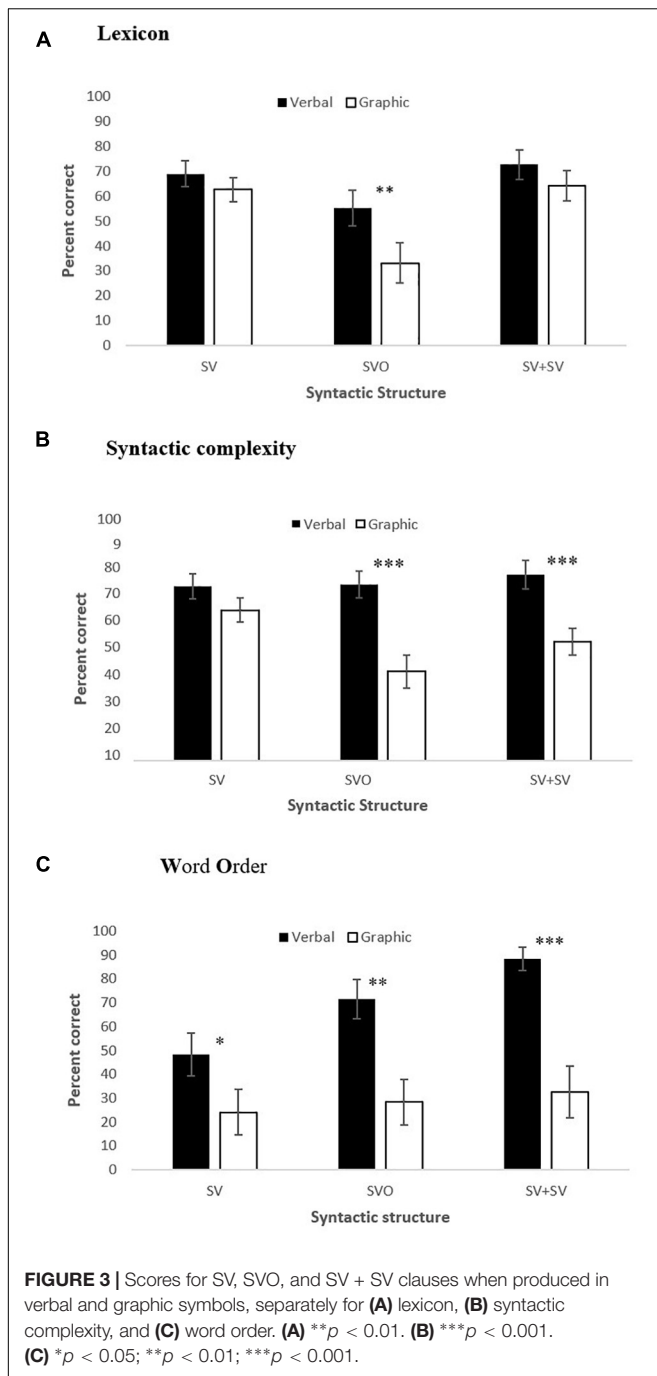 A
Lexicon
100
90
80
70
60
50
40
30
20
10
0
Percent correct
Verbal Graphic
**
SV SVO SV+SV
Syntactic Structure
B
Syntactic complexity
100
9
80
70
60
50
40
30
20
10
Percent correct
Verbal Graphic
*** ***
SV SVO SV+SV
Syntactic Structure
C
Word Order
100
90
80
70
60
50
40
30
20
10
0
Percent correct
Verbal Graphic
* ** ***
SV SVO SV+SV
Syntactic structure
FIGURE 3 | Scores for SV, SVO, and SV + SV clauses when produced in
verbal and graphic symbols, separately for (A) lexicon, (B) syntactic
complexity, and (C) word order. (A) **p < 0.01. (B) ***p < 0.001.
(C) *p < 0.05; **p < 0.01; ***p < 0.001.